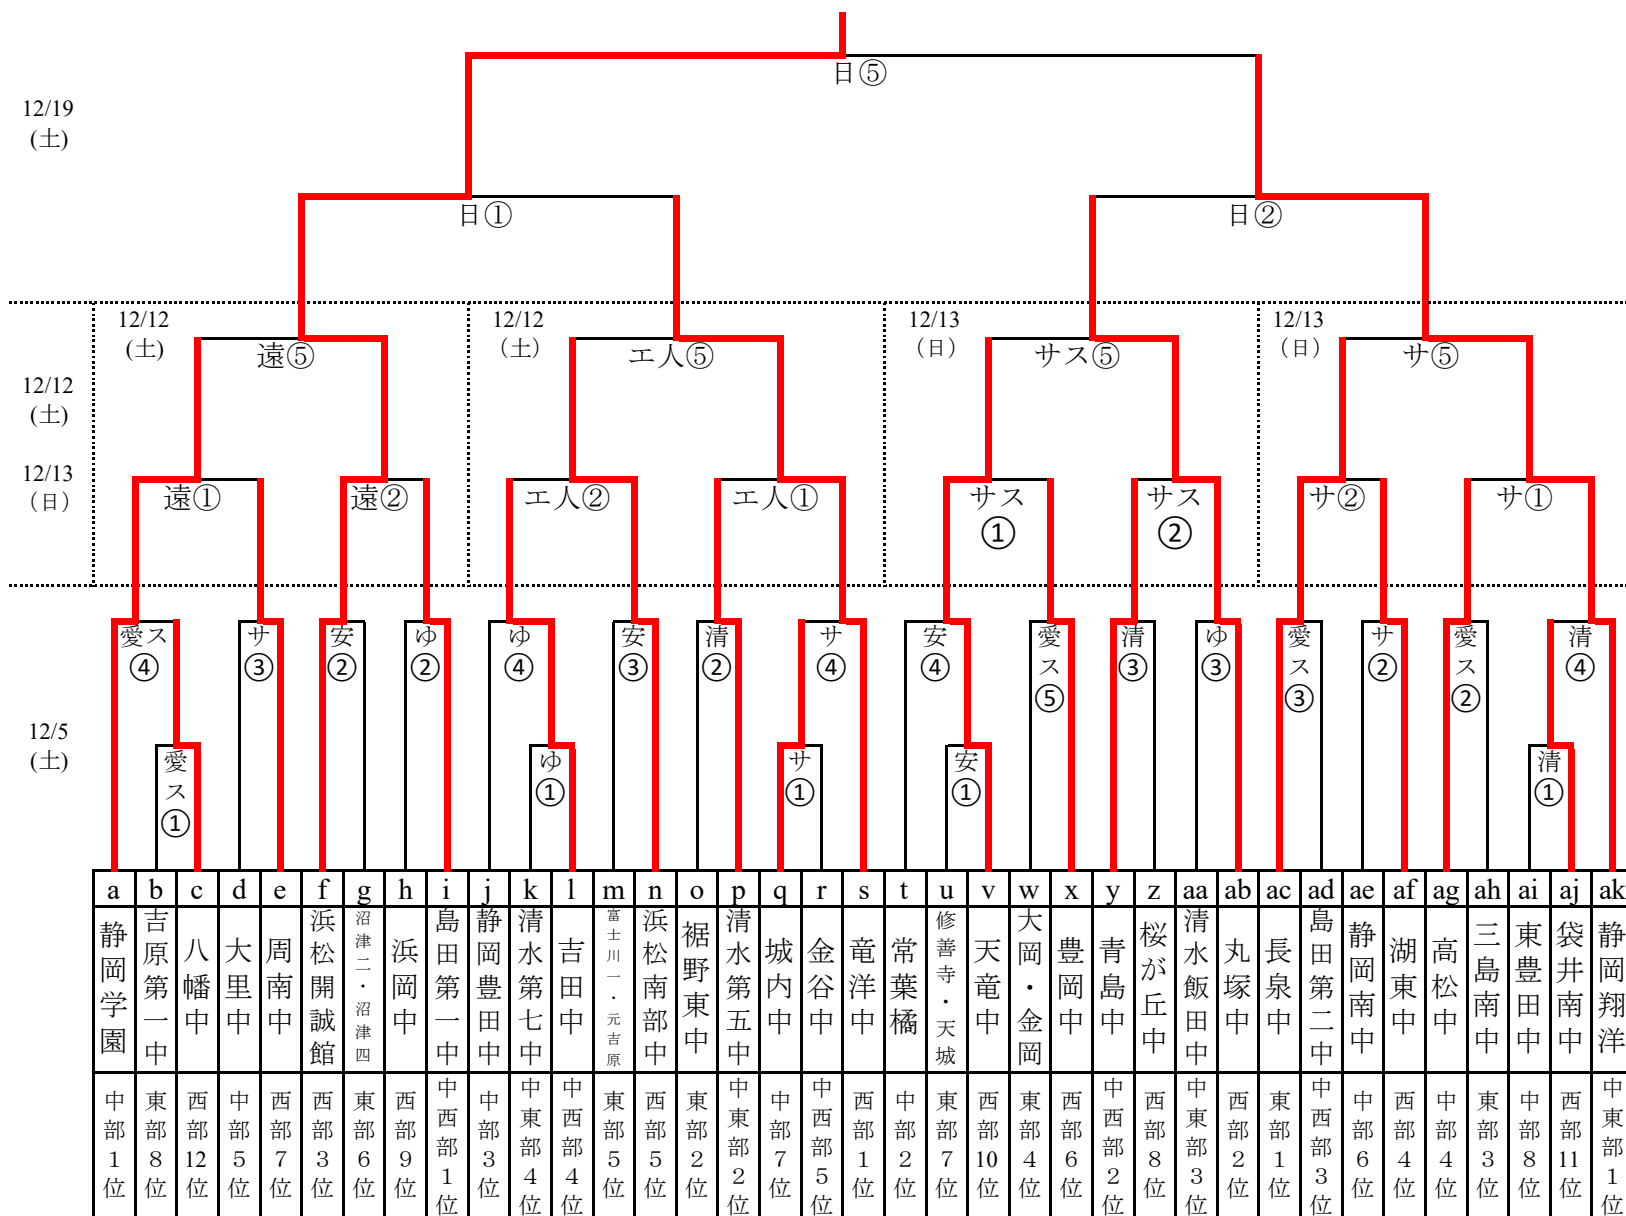 日⑤
12/19
(土)
日①
日②
12/12
(土)
遠⑤
12/12
（土）
エ人⑤
12/13
（日）
サス⑤
12/13
（日）
サ⑤
12/12
(土)
12/13
（日）
遠①
遠②
エ人②
エ人①
サス
①
サス
②
サ②
サ①
愛ス
④
サ
③
安
②
ゆ
②
ゆ
④
安
③
清
②
サ
④
安
④
愛
ス
⑤
清
③
ゆ
③
愛
ス
③
サ
②
愛
ス
②
清
④
12/5
(土)
愛
ス
①
ゆ
①
サ
①
安
①
清
①
a b c d e f g h i j k l m n o p q r s t u v w x y z aa ab ac ad ae af ag ah ai aj ak
静岡学園
吉原第一中
八幡中
大里中
周南中
浜松開誠館
沼津二・沼津四
浜岡中
島田第一中
静岡豊田中
清水第七中
吉田中
富士川一・元吉原
浜松南部中
裾野東中
清水第五中
城内中
金谷中
竜洋中
常葉橘
修善寺・天城
天竜中
大岡・金岡
豊岡中
青島中
桜が丘中
清水飯田中
丸塚中
長泉中
島田第二中
静岡南中
湖東中
高松中
三島南中
東豊田中
袋井南中
静岡翔洋
中部1位
東部8位
西部12位
中部5位
西部7位
西部3位
東部6位
西部9位
中西部1位
中部3位
中東部4位
中西部4位
東部5位
西部5位
東部2位
中東部2位
中部7位
中西部5位
西部1位
中部2位
東部7位
西部10位
東部4位
西部6位
中西部2位
西部8位
中東部3位
西部2位
東部1位
中西部3位
中部6位
西部4位
中部4位
東部3位
中部8位
西部11位
中東部1位